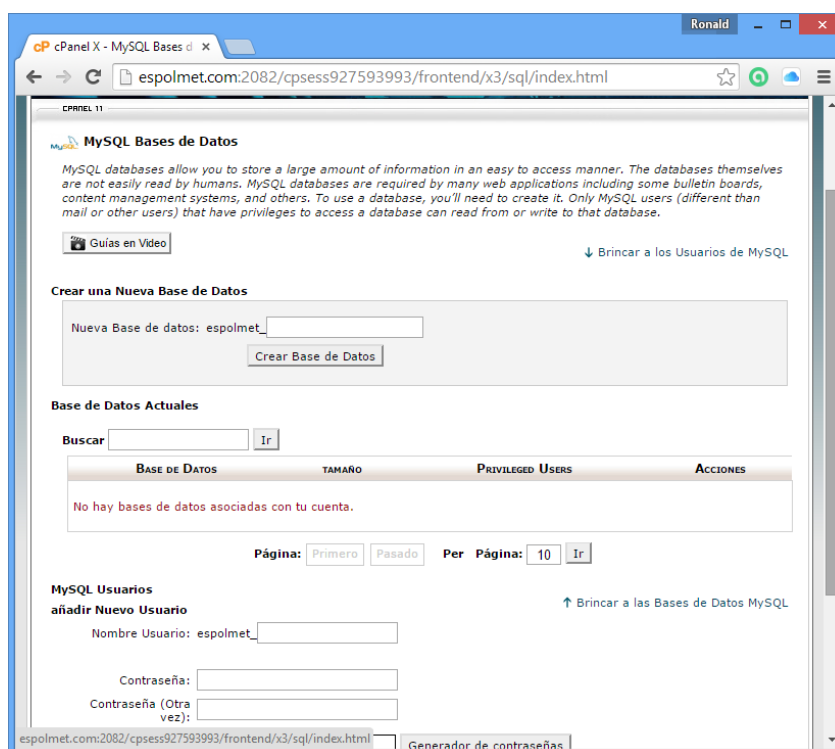 Ronald
cP cPanel X - MySQL Bases d
espolmet.com:2082/cpsess927593993/frontend/x3/sql/index.html
CPANEL 11
MySQL MySQL Bases de Datos
MySQL databases allow you to store a large amount of information in an easy to access manner. The databases themselves
are not easily read by humans. MySQL databases are required by many web applications including some bulletin boards,
content management systems, and others. To use a database, you'll need to create it. Only MySQL users (different than
mail or other users) that have privileges to access a database can read from or write to that database.
Guías en Video
↓ Brincar a los Usuarios de MySQL
Crear una Nueva Base de Datos
Nueva Base de datos: espolmet_
Crear Base de Datos
Base de Datos Actuales
Buscar Ir
Base de Datos tamaño Privileged Users Acciones
No hay bases de datos asociadas con tu cuenta.
Página: Primero Pasado Per Página: 10 Ir
MySQL Usuarios
↑ Brincar a las Bases de Datos MySQL
añadir Nuevo Usuario
Nombre Usuario: espolmet_
Contraseña:
Contraseña (Otra
vez):
espolmet.com:2082/cpsess927593993/frontend/x3/sql/index.html
Generador de contraseñas